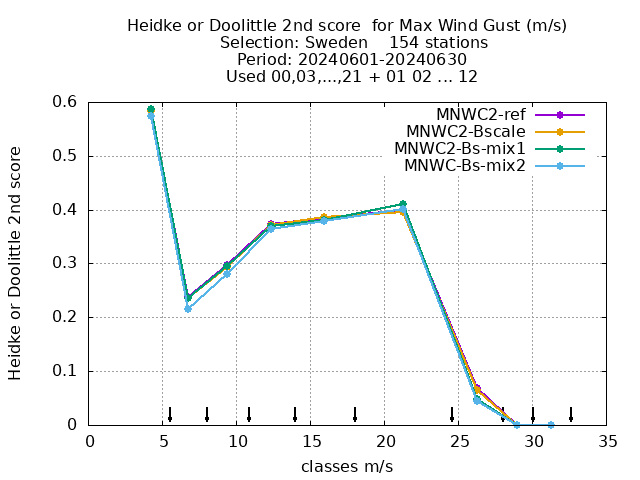 Heidke or Doolittle 2nd score  for Max Wind Gust (m/s)
Selection: Sweden    154 stations
Period: 20240601-20240630
Used 00,03,...,21 + 01 02 ... 12
MNWC2-ref
MNWC2-Bscale
MNWC2-Bs-mix1
MNWC-Bs-mix2
Heidke or Doolittle 2nd score
0.6
0.5
0.4
0.3
0.2
0.1
0
0 5 10 15 20 25 30 35
classes m/s